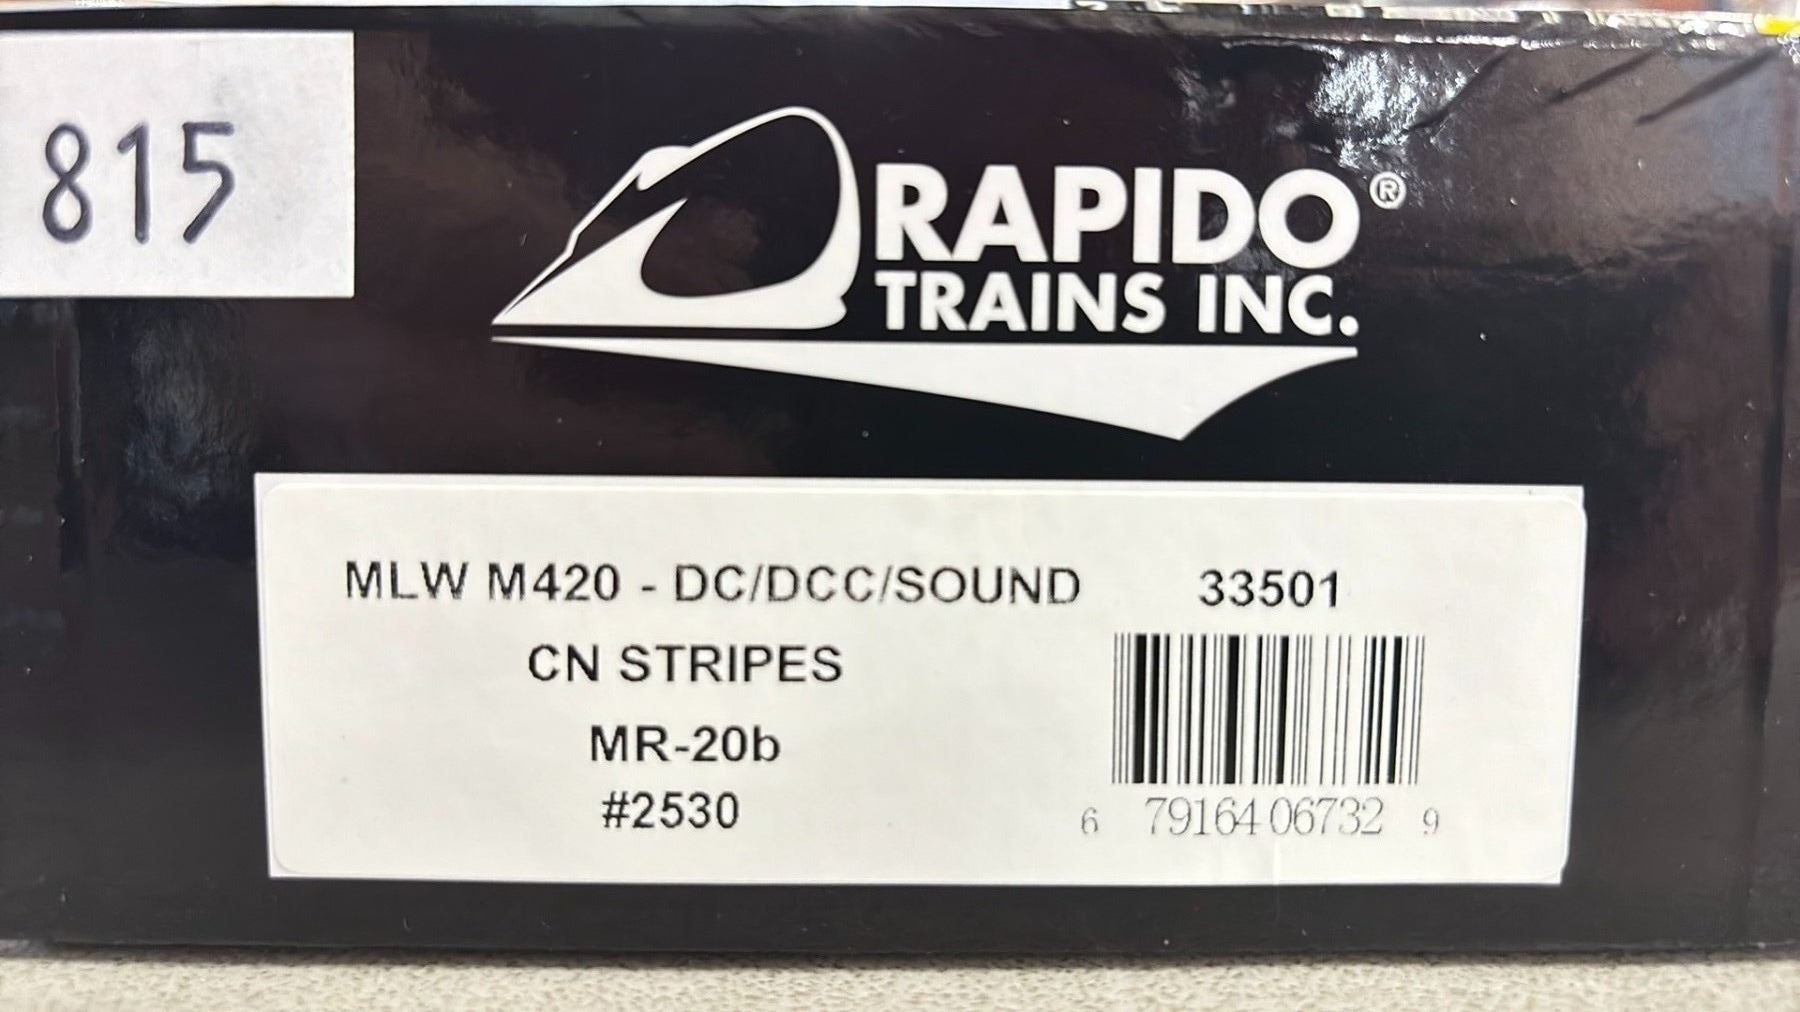 815
RAPIDO®
TRAINS INC.
MLW M420 - DC/DCC/SOUND 33501
CN STRIPES
MR-20b
#2530
6 79164 06732 9